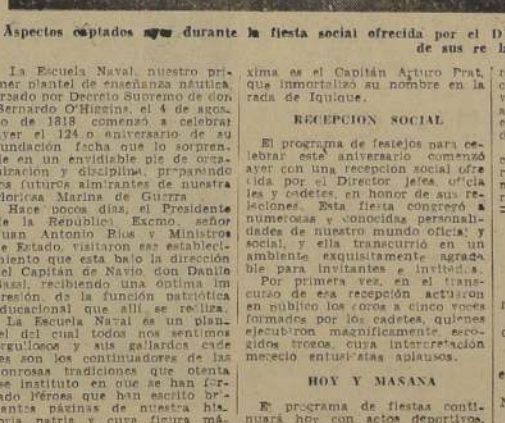 Aspectos captados ayer durante la fiesta social ofrecida por el D
de sus re
La Escuela Naval, nuestro pri-
mer plantel de enseñanza náutica,
creado por Decreto Supremo de don
Bernardo O'Higgins, el 4 de agos-
to de 1818 comenzó a celebrar
ayer el 124.o aniversario de su
fundación fecha que lo sorpren-
de en un envidiable pie de orga-
nización y disciplina, preparando
los futuros almirantes de nuestra
gloriosa Marina de Guerra
Hace pocos días, el Presidente
de la República, Excmo. señor
Juan Antonio Ríos y Ministros
de Estado, visitaron ese estableci-
miento que está bajo la dirección
del Capitán de Navío, don Danilo
Basal, recibiendo una óptima im
presión, de la función patriótica
educacional que allí se realiza.
La Escuela Naval es un plan-
tel del cual todos nos sentimos
orgullosos y sus gallardos cade
tes son los continuadores de las
honrosas tradiciones que otenta
ese instituto en que se han for-
mado héroes que han escrito bri-
llantes páginas de nuestra his-
toria patria y cuya figura má-
xima es el Capitán Arturo Prat,
que inmortalizó su nombre en la
rada de Iquique.
RECEPCION SOCIAL
El programa de festejos para ce-
lebrar este aniversario comenzó
ayer con una recepción social ofre
cida por el Director jefes, oficia
les y cadetes, en honor de sus re-
laciones. Esta fiesta congregó a
numerosas y conocidas personali-
dades de nuestro mundo oficial y
social, y ella transcurrió en un
ambiente exquisitamente agrada
ble para invitantes e invitados.
Por primera vez, en el trans-
curso de esa recepción actuaron
en público los coros a cinco voces
formados por los cadetes, quienes
ejecutaron magníficamente, esco-
gidos trozos, cuya interpretación
mereció entusiastas aplausos.
HOY Y MAÑANA
El programa de fiestas conti-
nuará hoy con actos deportivos.